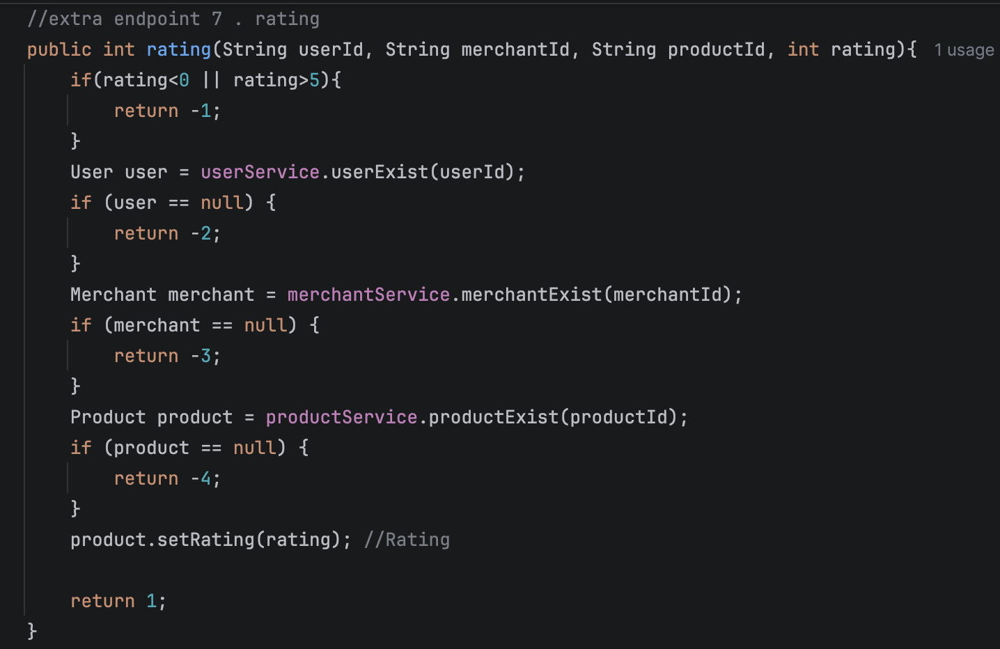 //extra endpoint 7 . rating
public int rating(String userId, String merchantId, String productId, int rating){ 1 usage
if(rating<0 || rating>5){
return -1;
}
User user = userService.userExist(userId);
if (user == null) {
return -2;
}
Merchant merchant = merchantService.merchantExist(merchantId);
if (merchant == null) {
return -3;
}
Product product = productService.productExist(productId);
if (product == null) {
return -4;
}
product.setRating(rating); //Rating
return 1;
}